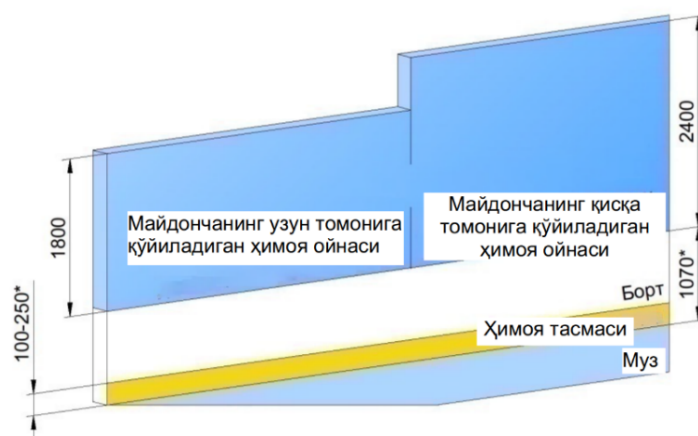 2400
1800
Майдончанинг узун томонига
қўйиладиган ҳимоя ойнаси
Майдончанинг қисқа
томонига қўйиладиган
ҳимоя ойнаси
1070*
100-250*
Борт
Ҳимоя тасмаси
Муз